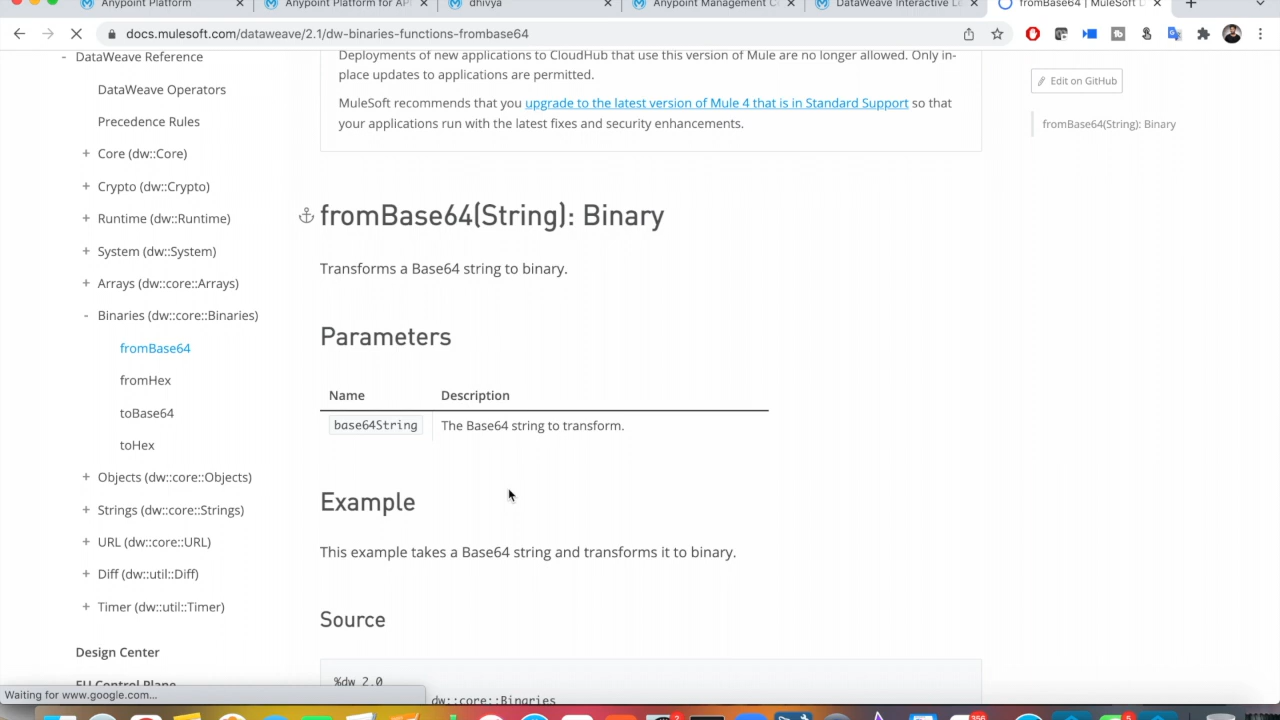 Anypoint Platform
Anypoint Platform for API
dhivya
Anypoint Management C
DataWeave Interactive Le
fromBase64 | MuleSoft
docs.mulesoft.com/dataweave/2.1/dw-binaries-functions-frombase64
- DataWeave Reference
DataWeave Operators
Precedence Rules
+ Core (dw::Core)
+ Crypto (dw::Crypto)
+ Runtime (dw::Runtime)
+ System (dw::System)
+ Arrays (dw::core::Arrays)
- Binaries (dw::core::Binaries)
fromBase64
fromHex
toBase64
toHex
+ Objects (dw::core::Objects)
+ Strings (dw::core::Strings)
+ URL (dw::core::URL)
+ Diff (dw::util::Diff)
+ Timer (dw::util::Timer)
Design Center
EU Control Plane
Deployments of new applications to CloudHub that use this version of Mule are no longer allowed. Only in-
place updates to applications are permitted.
MuleSoft recommends that you upgrade to the latest version of Mule 4 that is in Standard Support so that
your applications run with the latest fixes and security enhancements.
fromBase64(String): Binary
Transforms a Base64 string to binary.
Parameters
Name Description
base64String The Base64 string to transform.
Example
This example takes a Base64 string and transforms it to binary.
Source
%dw 2.0
dw::core::Binaries
Edit on GitHub
fromBase64(String): Binary
Waiting for www.google.com...
2
356
5